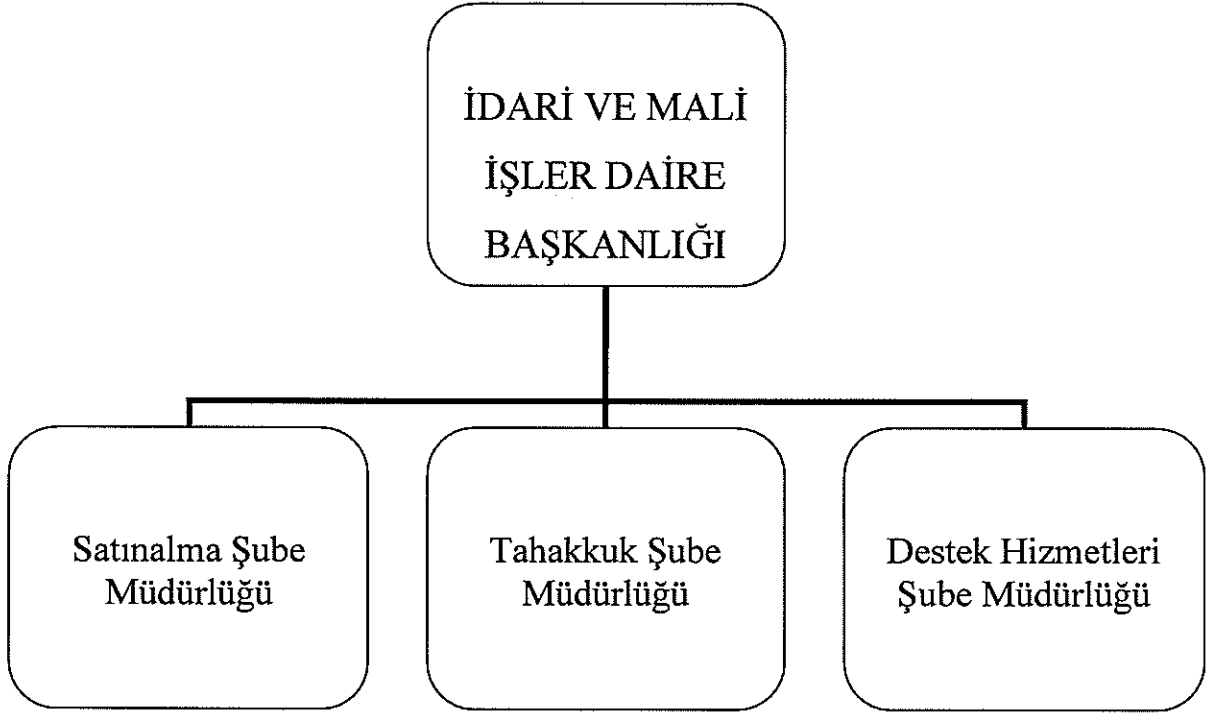 İDARİ VE MALİ
İŞLER DAİRE
BAŞKANLIĞI
Satınalma Şube
Müdürlüğü
Tahakkuk Şube
Müdürlüğü
Destek Hizmetleri
Şube Müdürlüğü